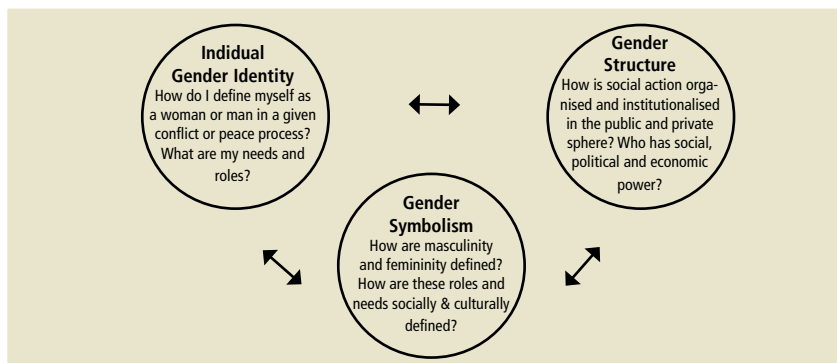 Indidual
Gender Identity
How do I define myself as
a woman or man in a given
conflict or peace process?
What are my needs and
roles?
Gender
Structure
How is social action orga-
nised and institutionalised
in the public and private
sphere? Who has social,
political and economic
power?
Gender
Symbolism
How are masculinity
and femininity defined?
How are these roles and
needs socially & culturally
defined?